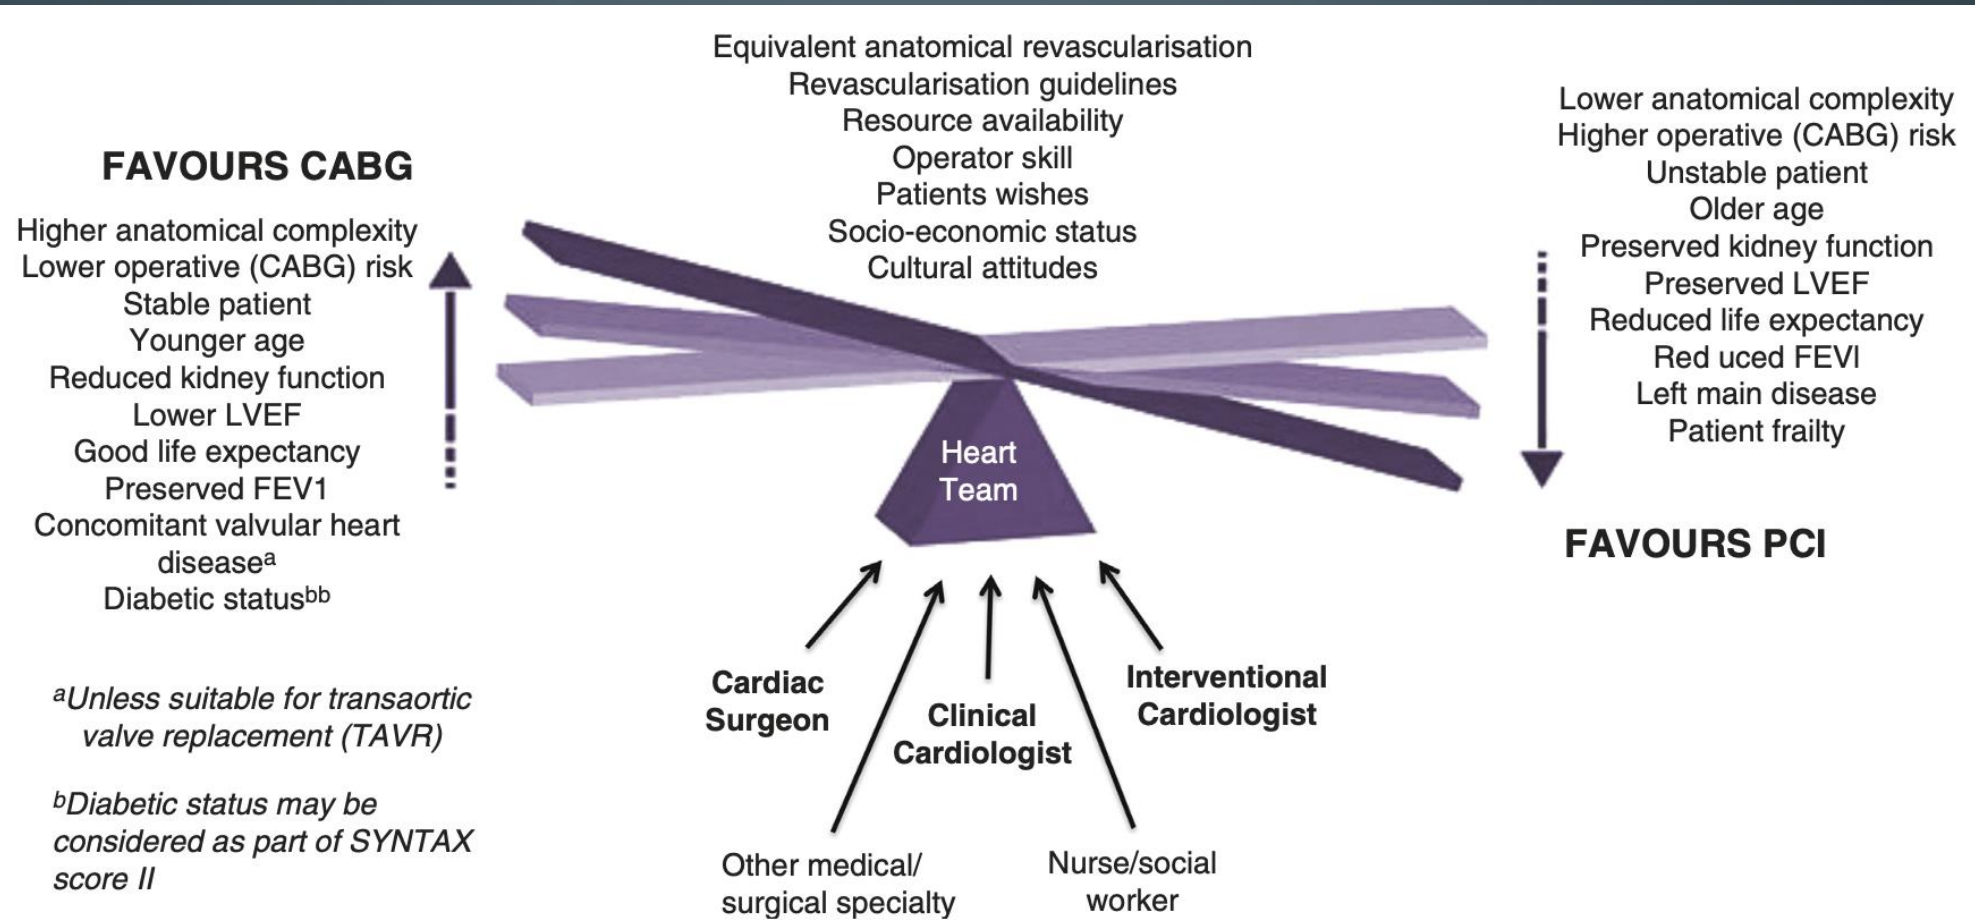 Equivalent anatomical revascularisation
Revascularisation guidelines
Resource availability
Operator skill
Patients wishes
Socio-economic status
Cultural attitudes
FAVOURS CABG
Higher anatomical complexity
Lower operative (CABG) risk
Stable patient
Younger age
Reduced kidney function
Lower LVEF
Good life expectancy
Preserved FEV1
Concomitant valvular heart
diseaseᵃ
Diabetic statusᵇᵇ
ᵃUnless suitable for transaortic
valve replacement (TAVR)
ᵇDiabetic status may be
considered as part of SYNTAX
score II
Lower anatomical complexity
Higher operative (CABG) risk
Unstable patient
Older age
Preserved kidney function
Preserved LVEF
Reduced life expectancy
Red uced FEVI
Left main disease
Patient frailty
FAVOURS PCI
Heart
Team
Cardiac
Surgeon
Clinical
Cardiologist
Interventional
Cardiologist
Other medical/
surgical specialty
Nurse/social
worker